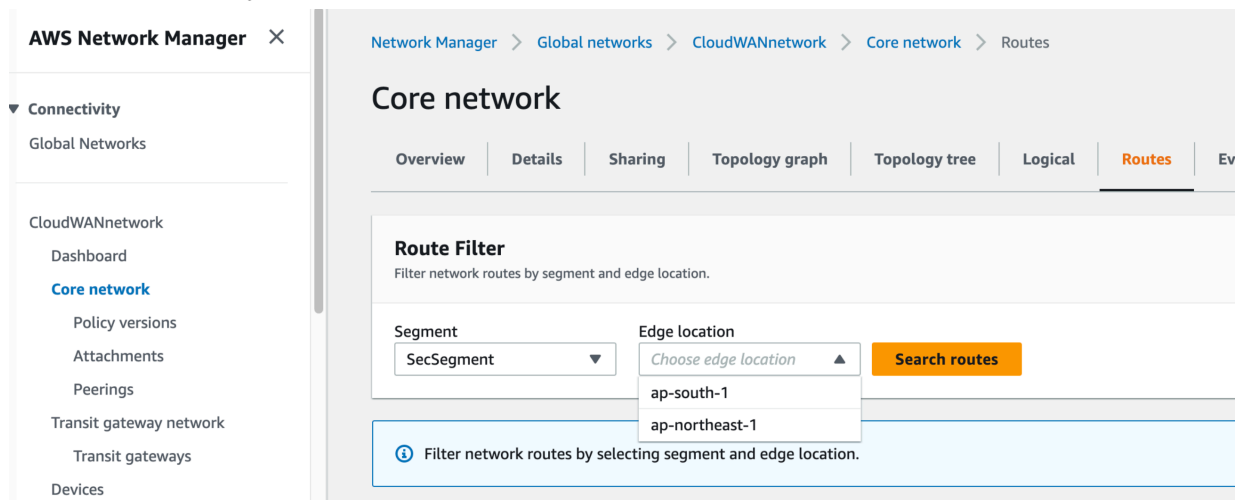 AWS Network Manager
Connectivity
Global Networks
CloudWANnetwork
Dashboard
Core network
Policy versions
Attachments
Peerings
Transit gateway network
Transit gateways
Devices
Network Manager > Global networks > CloudWANnetwork > Core network > Routes
Core network
Overview Details Sharing Topology graph Topology tree Logical Routes
Route Filter
Filter network routes by segment and edge location.
Segment Edge location
SecSegment Choose edge location Search routes
ap-south-1
ap-northeast-1
Filter network routes by selecting segment and edge location.